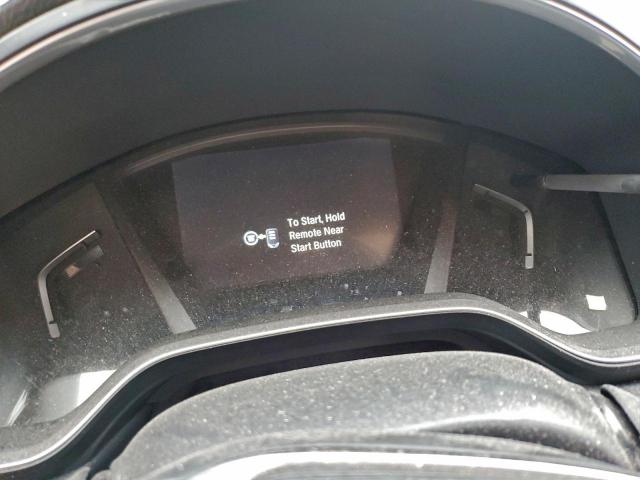 To Start, Hold
Remote Near
Start Button